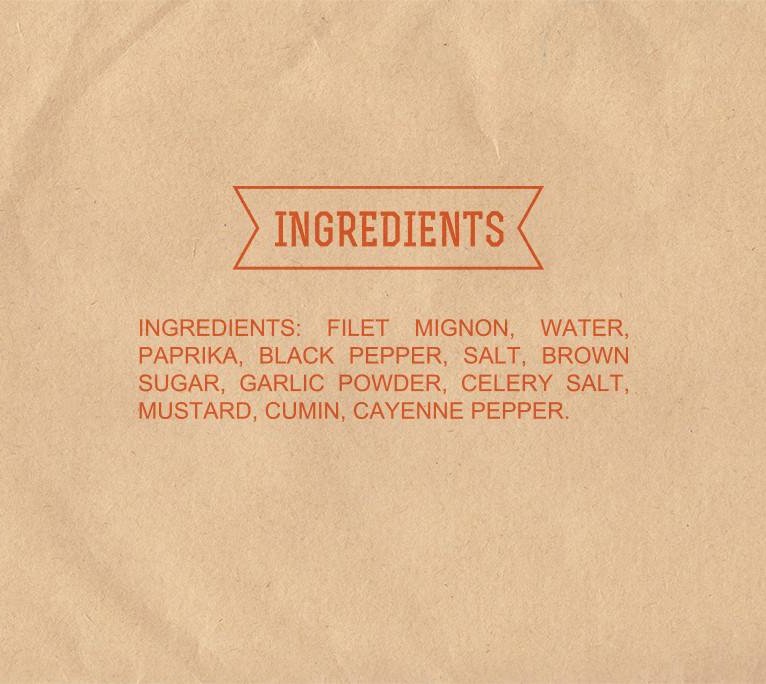 INGREDIENTS
INGREDIENTS: FILET MIGNON, WATER,
PAPRIKA, BLACK PEPPER, SALT, BROWN
SUGAR, GARLIC POWDER, CELERY SALT,
MUSTARD, CUMIN, CAYENNE PEPPER.